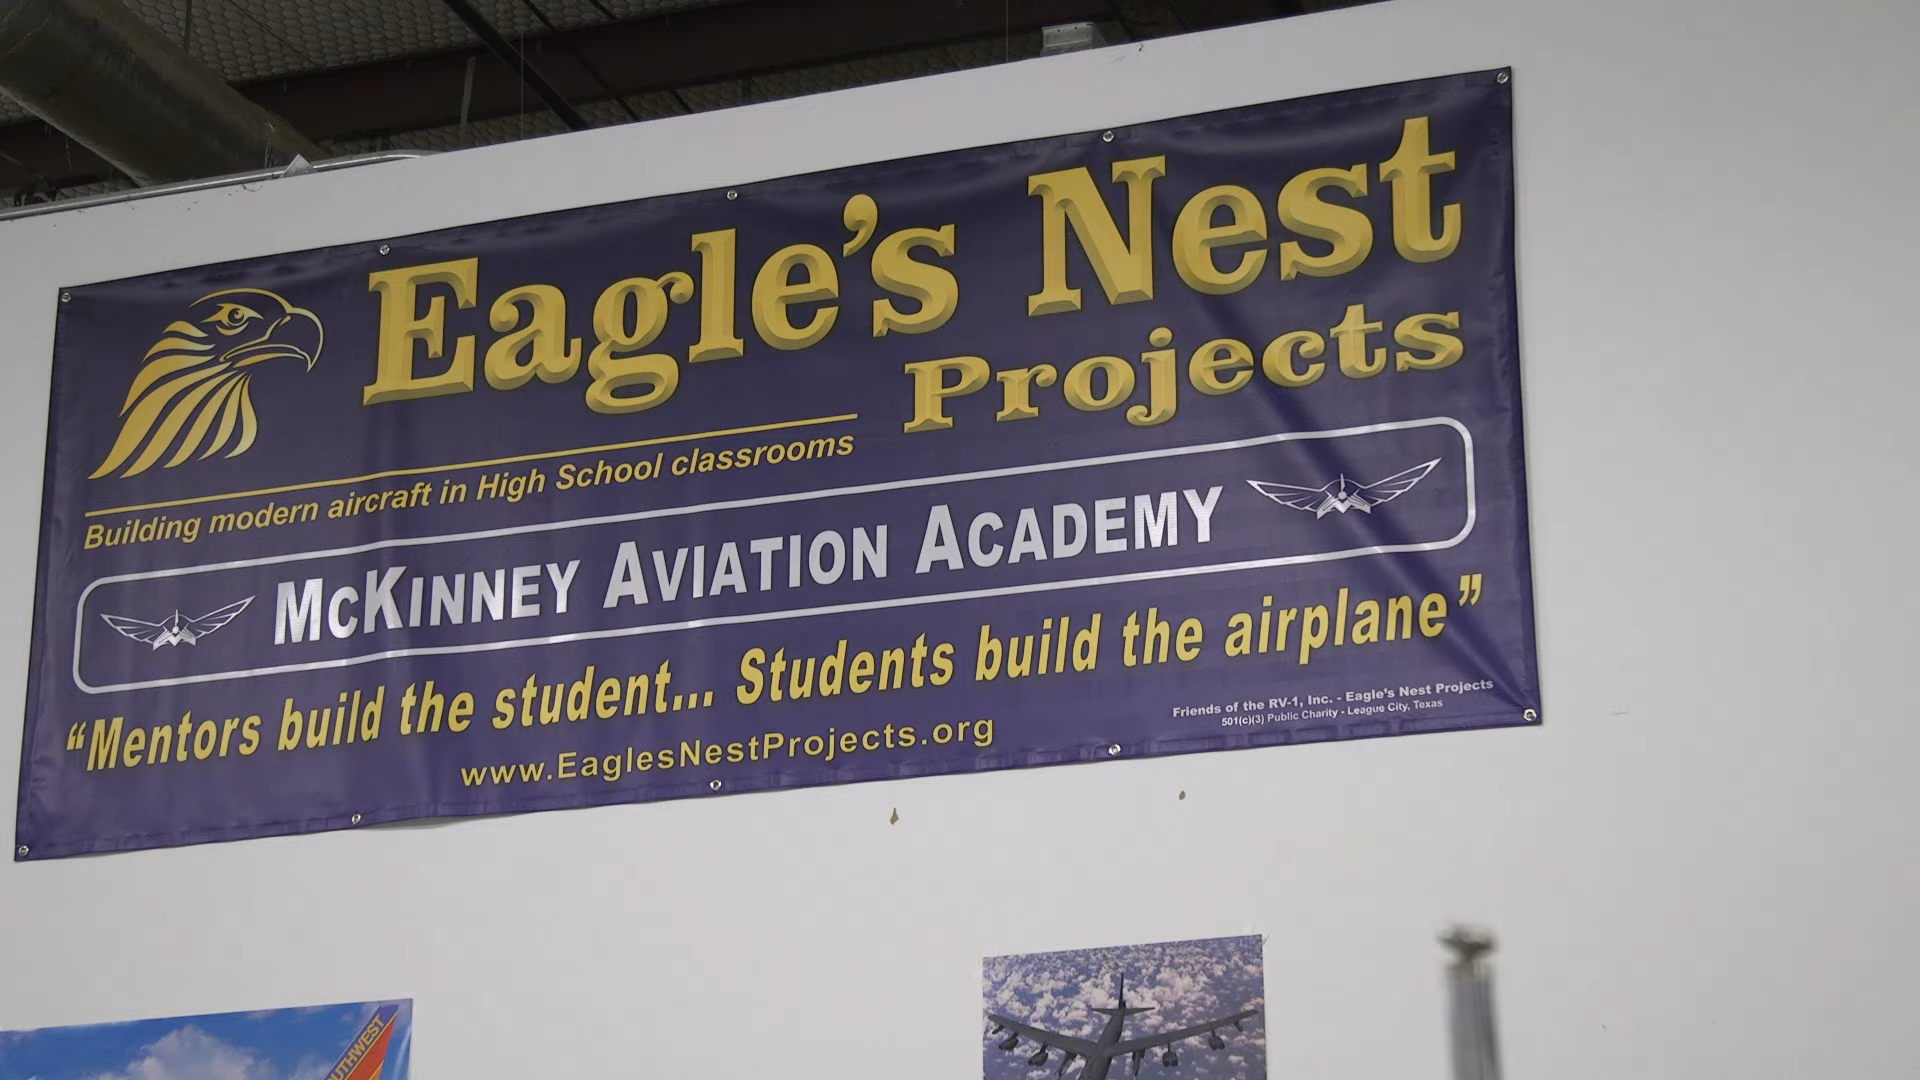 Eagle's Nest
Projects
Building modern aircraft in High School classrooms
McKinney Aviation Academy
“Mentors build the student... Students build the airplane”
www.EaglesNestProjects.org
Friends of the RV-1, Inc. - Eagle's Nest Projects
501(c)(3) Public Charity - League City, Texas
UTHWEST